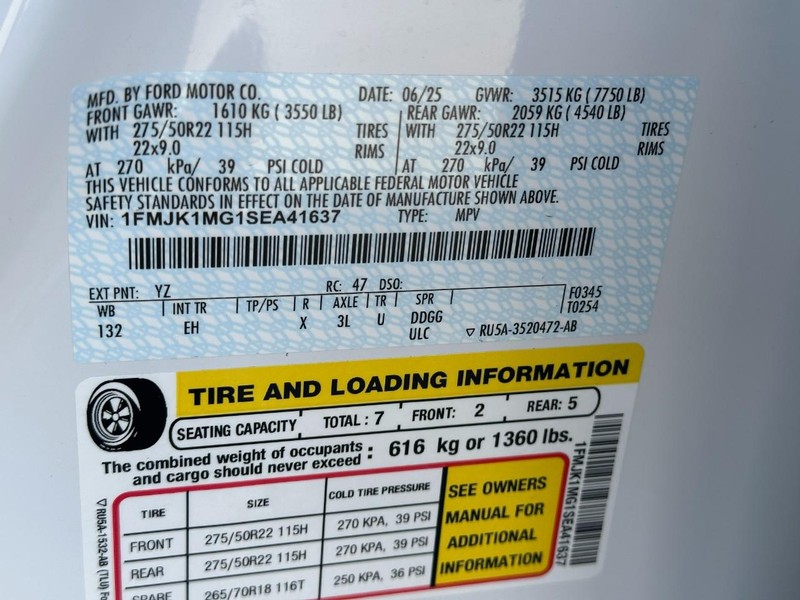 MFD. BY FORD MOTOR CO. DATE: 06/25 GVWR: 3515 KG ( 7750 LB)
FRONT GAWR: 1610 KG ( 3550 LB) REAR GAWR: 2059 KG ( 4540 LB)
WITH 275/50R22 115H TIRES WITH 275/50R22 115H TIRES
22x9.0 RIMS 22x9.0 RIMS
AT 270 kPa/ 39 PSI COLD AT 270 kPa/ 39 PSI COLD
THIS VEHICLE CONFORMS TO ALL APPLICABLE FEDERAL MOTOR VEHICLE
SAFETY STANDARDS IN EFFECT ON THE DATE OF MANUFACTURE SHOWN ABOVE.
VIN: 1FMJK1MG1SEA41637 TYPE: MPV
EXT PNT: YZ RC: 47 DSO: F0345
WB INT TR TP/PS R AXLE TR SPR T0254
132 EH X 3L U DDGG
ULC RU5A-3520472-AB
TIRE AND LOADING INFORMATION
SEATING CAPACITY TOTAL : 7 FRONT: 2 REAR: 5
The combined weight of occupants
and cargo should never exceed : 616 kg or 1360 lbs.
TIRE SIZE COLD TIRE PRESSURE
FRONT 275/50R22 115H 270 KPA, 39 PSI
REAR 275/50R22 115H 270 KPA, 39 PSI
SPARE 265/70R18 116T 250 KPA, 36 PSI
SEE OWNERS
MANUAL FOR
ADDITIONAL
INFORMATION
1FMJK1MG1SEA41637
RU5A-1532-AB (TLU)